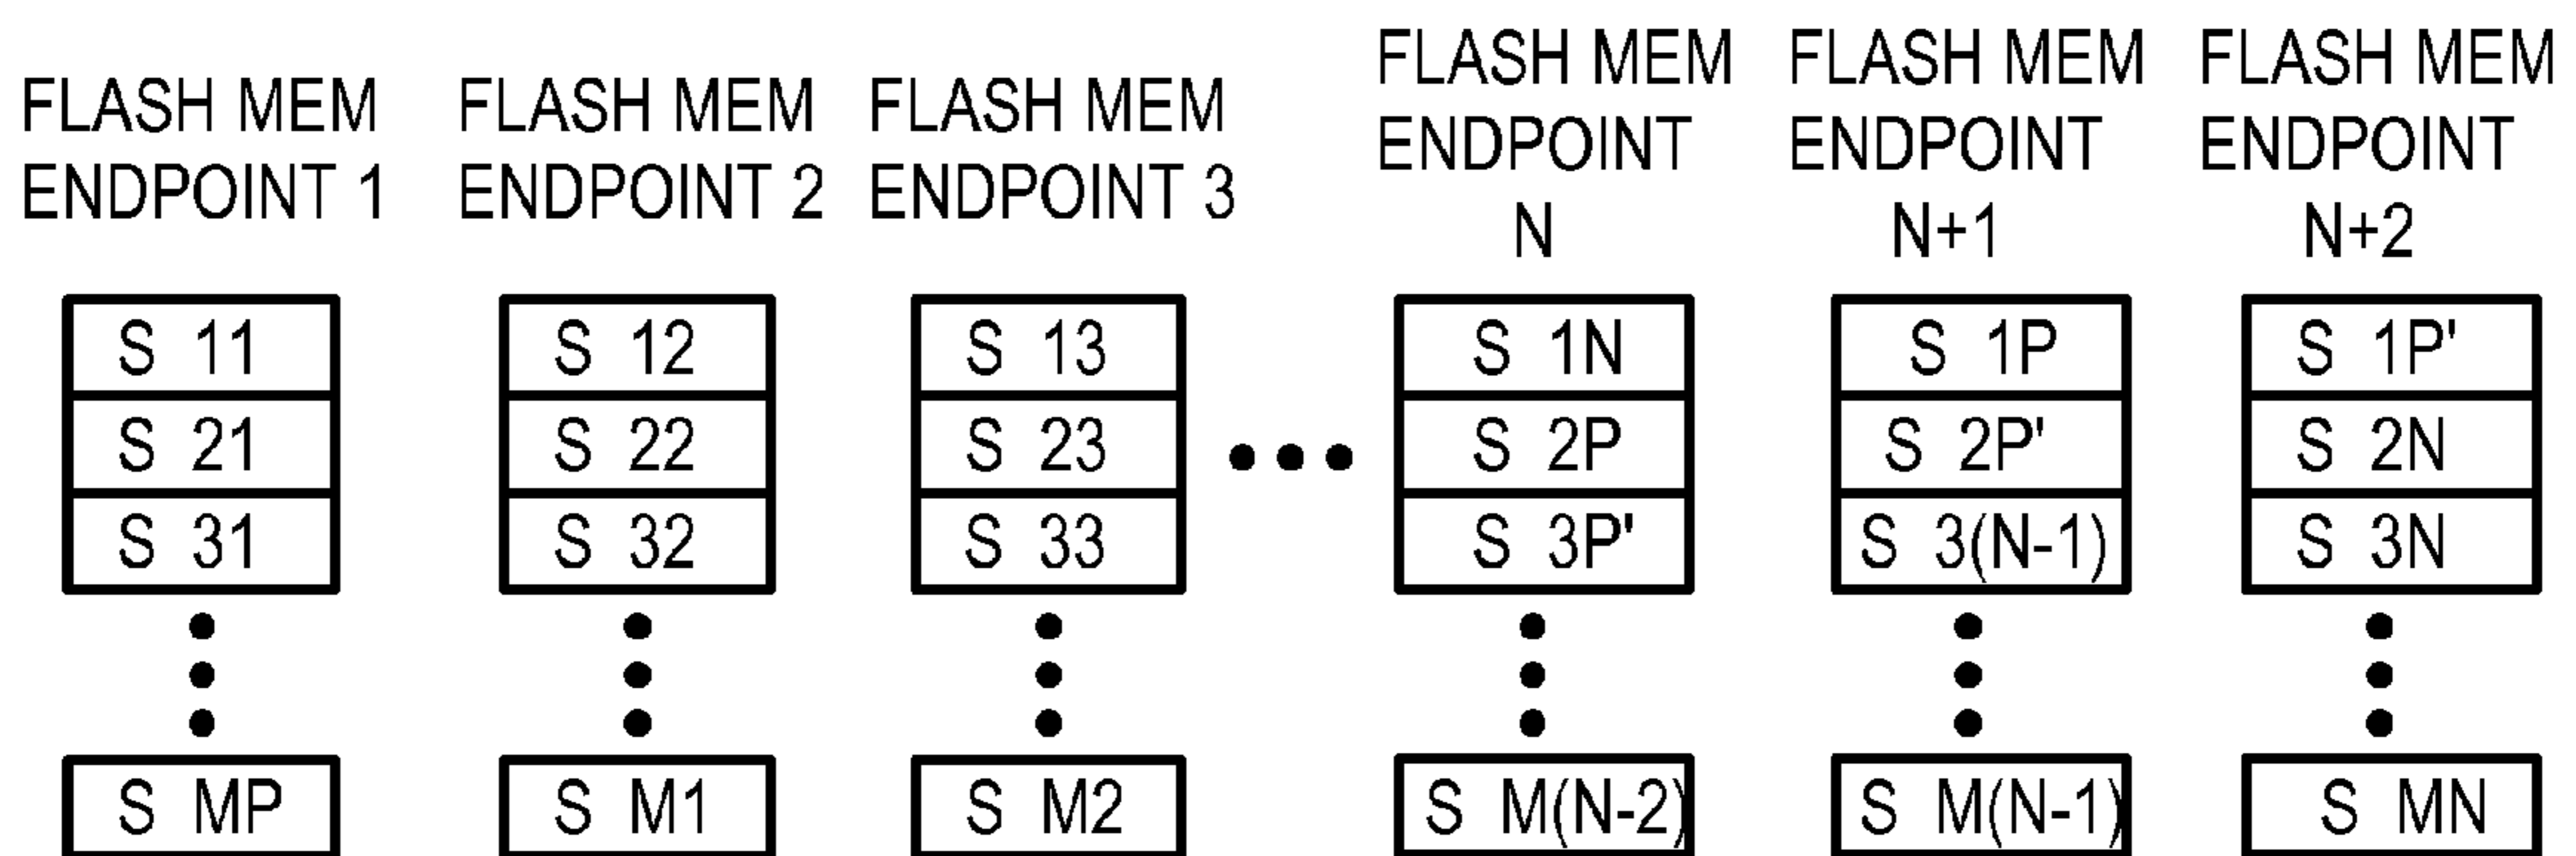 FLASH MEM ENDPOINT 1
FLASH MEM ENDPOINT 2
FLASH MEM ENDPOINT 3
FLASH MEM ENDPOINT N
FLASH MEM ENDPOINT N+1
FLASH MEM ENDPOINT N+2
S 11 S 12 S 13 S 1N S 1P S 1P'
S 21 S 22 S 23 S 2P S 2P' S 2N
S 31 S 32 S 33 S 3P' S 3(N-1) S 3N
S MP S M1 S M2 S M(N-2) S M(N-1) S MN